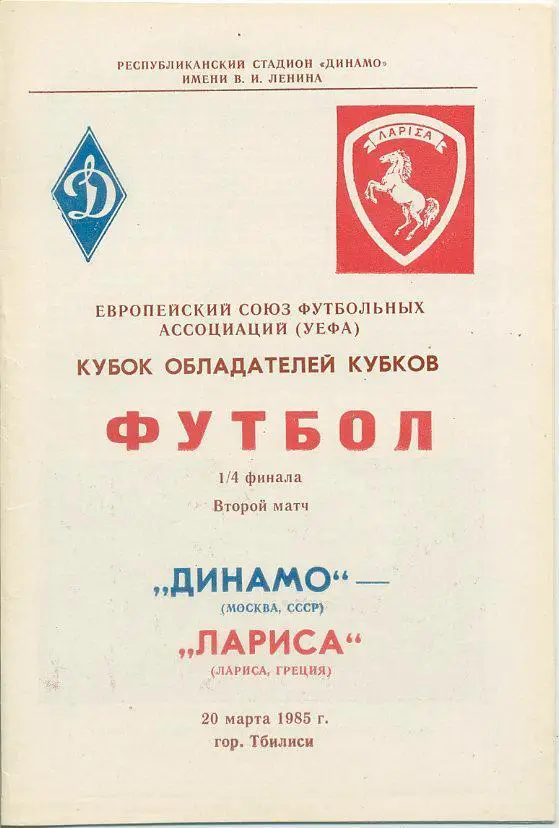 РЕСПУБЛИКАНСКИЙ СТАДИОН «ДИНАМО»
ИМЕНИ В. И. ЛЕНИНА
Д
ΛΑΡΙΣΑ
ЕВРОПЕЙСКИЙ СОЮЗ ФУТБОЛЬНЫХ
АССОЦИАЦИЙ (УЕФА)
КУБОК ОБЛАДАТЕЛЕЙ КУБКОВ
ФУТБОЛ
1/4 финала
Второй матч
„ДИНАМО“ —
(МОСКВА, СССР)
„ЛАРИСА“
(ЛАРИСА, ГРЕЦИЯ)
20 марта 1985 г.
гор. Тбилиси